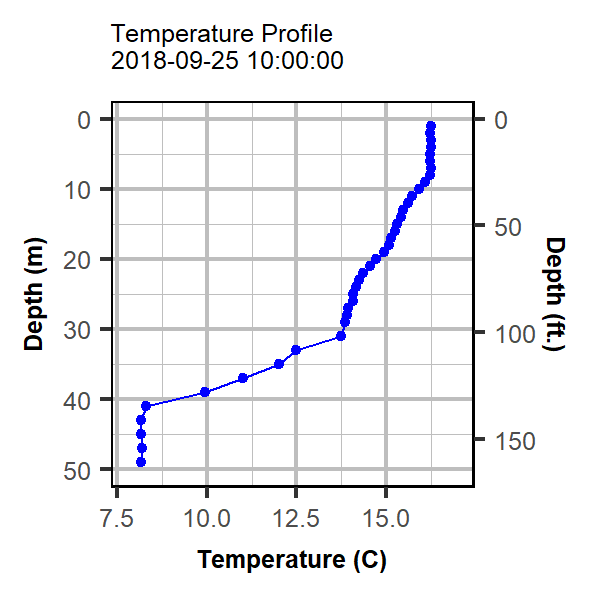 Temperature Profile
2018-09-25 10:00:00
0
10
20
30
40
50
Depth (m)
0
50
100
150
Depth (ft.)
7.5 10.0 12.5 15.0
Temperature (C)